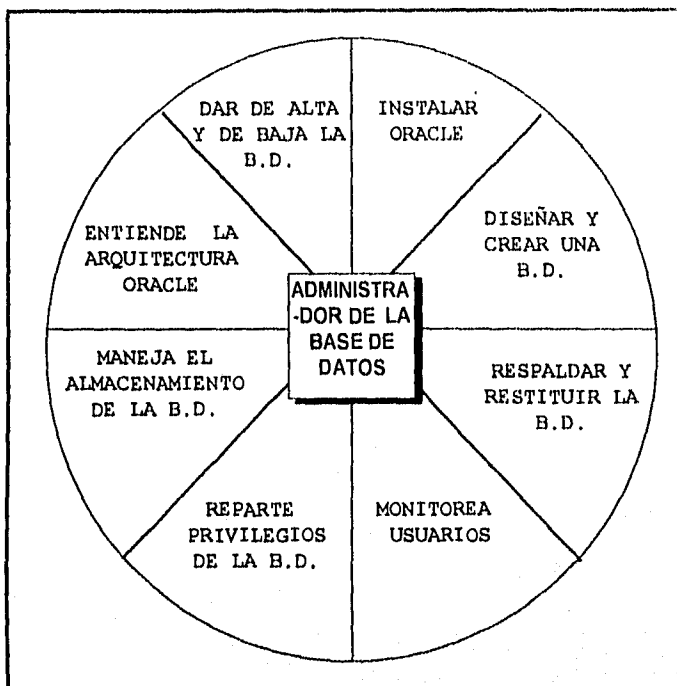 DAR DE ALTA
Y DE BAJA LA
B.D.
INSTALAR
ORACLE
DISEÑAR Y
CREAR UNA
B.D.
RESPALDAR Y
RESTITUIR LA
B.D.
MONITOREA
USUARIOS
REPARTE
PRIVILEGIOS
DE LA B.D.
MANEJA EL
ALMACENAMIENTO
DE LA B.D.
ENTIENDE LA
ARQUITECTURA
ORACLE
ADMINISTRA
-DOR DE LA
BASE DE
DATOS